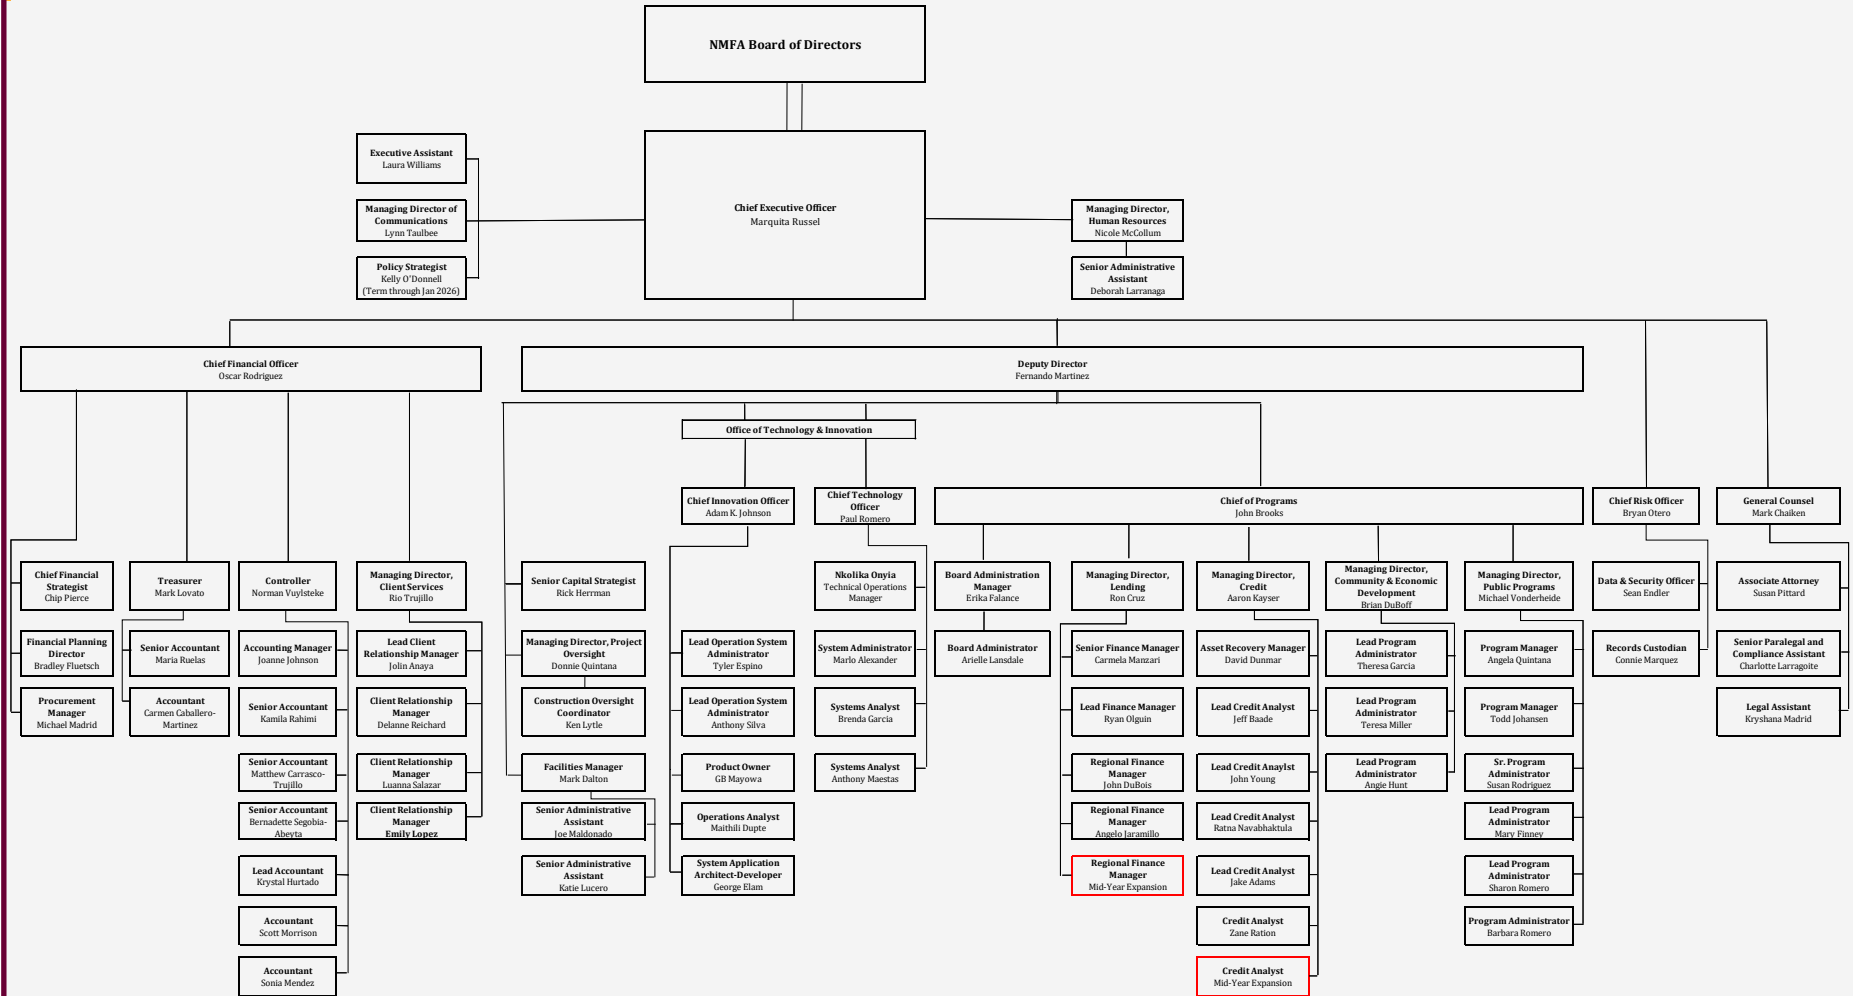 NMFA Board of Directors
Executive Assistant
Laura Williams
Managing Director of
Communications
Lynn Taulbee
Policy Strategist
Kelly O'Donnell
(Term through Jan 2026)
Chief Executive Officer
Marquita Russel
Managing Director,
Human Resources
Nicole McCollum
Senior Administrative
Assistant
Deborah Larranaga
Chief Financial Officer
Oscar Rodriguez
Deputy Director
Fernando Martinez
Office of Technology & Innovation
Chief Innovation Officer
Adam K. Johnson
Chief Technology
Officer
Paul Romero
Chief of Programs
John Brooks
Chief Risk Officer
Bryan Otero
General Counsel
Mark Chaiken
Chief Financial
Strategist
Chip Pierce
Financial Planning
Director
Bradley Fluetsch
Procurement
Manager
Michael Madrid
Treasurer
Mark Lovato
Senior Accountant
Maria Ruelas
Accountant
Carmen Caballero-
Martinez
Controller
Norman Vuylsteke
Accounting Manager
Joanne Johnson
Senior Accountant
Kamila Rahimi
Senior Accountant
Matthew Carrasco-
Trujillo
Senior Accountant
Bernadette Segobia-
Abeyta
Lead Accountant
Krystal Hurtado
Accountant
Scott Morrison
Accountant
Sonia Mendez
Managing Director,
Client Services
Rio Trujillo
Lead Client
Relationship Manager
Jolin Anaya
Client Relationship
Manager
Delanne Reichard
Client Relationship
Manager
Luanna Salazar
Client Relationship
Manager
Emily Lopez
Senior Capital Strategist
Rick Herrman
Managing Director, Project
Oversight
Donnie Quintana
Construction Oversight
Coordinator
Ken Lytle
Facilities Manager
Mark Dalton
Senior Administrative
Assistant
Joe Maldonado
Senior Administrative
Assistant
Katie Lucero
Lead Operation System
Administrator
Tyler Espino
Lead Operation System
Administrator
Anthony Silva
Product Owner
GB Mayowa
Operations Analyst
Maithili Dupte
System Application
Architect-Developer
George Elam
Nkolika Onyia
Technical Operations
Manager
System Administrator
Marlo Alexander
Systems Analyst
Brenda Garcia
Systems Analyst
Anthony Maestas
Board Administration
Manager
Erika Falance
Board Administrator
Arielle Lansdale
Managing Director,
Lending
Ron Cruz
Senior Finance Manager
Carmela Manzari
Lead Finance Manager
Ryan Olguin
Regional Finance
Manager
John DuBois
Regional Finance
Manager
Angelo Jaramillo
Regional Finance
Manager
Mid-Year Expansion
Managing Director,
Credit
Aaron Kayser
Asset Recovery Manager
David Dunmar
Lead Credit Analyst
Jeff Baade
Lead Credit Anaylst
John Young
Lead Credit Analyst
Ratna Navabhaktula
Lead Credit Analyst
Jake Adams
Credit Analyst
Zane Ration
Credit Analyst
Mid-Year Expansion
Managing Director,
Community & Economic
Development
Brian DuBoff
Lead Program
Administrator
Theresa Garcia
Lead Program
Administrator
Teresa Miller
Lead Program
Administrator
Angie Hunt
Managing Director,
Public Programs
Michael Vonderheide
Program Manager
Angela Quintana
Program Manager
Todd Johansen
Sr. Program
Administrator
Susan Rodriguez
Lead Program
Administrator
Mary Finney
Lead Program
Administrator
Sharon Romero
Program Administrator
Barbara Romero
Data & Security Officer
Sean Endler
Records Custodian
Connie Marquez
Associate Attorney
Susan Pittard
Senior Paralegal and
Compliance Assistant
Charlotte Larragoite
Legal Assistant
Kryshana Madrid